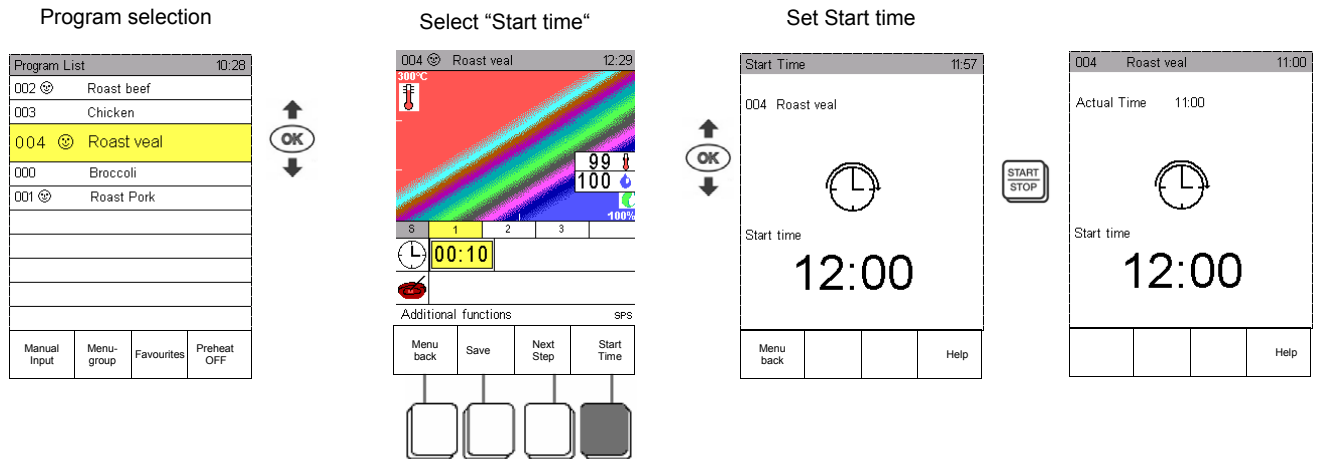 Program selection
Select “Start time“
Set Start time
Program List 10:28
002 Roast beef
003 Chicken
004 Roast veal
000 Broccoli
001 Roast Pork
Manual Input
Menu-group
Favourites
Preheat OFF
OK
004 Roast veal 12:29
300°C
99
100
100%
S 1 2 3
00:10
Additional functions SPS
Menu back
Save
Next Step
Start Time
OK
Start Time 11:57
004 Roast veal
Start time
12:00
Menu back
Help
START
STOP
004 Roast veal 11:00
Actual Time 11:00
Start time
12:00
Help